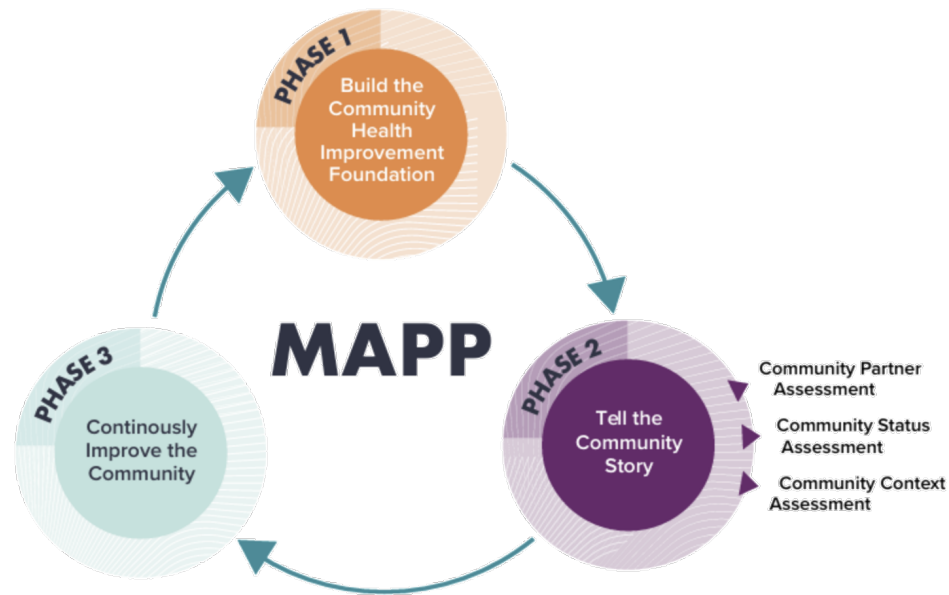 PHASE 1
Build the
Community
Health
Improvement
Foundation
MAPP
PHASE 2
Tell the
Community
Story
Community Partner
Assessment
Community Status
Assessment
Community Context
Assessment
PHASE 3
Continously
Improve the
Community